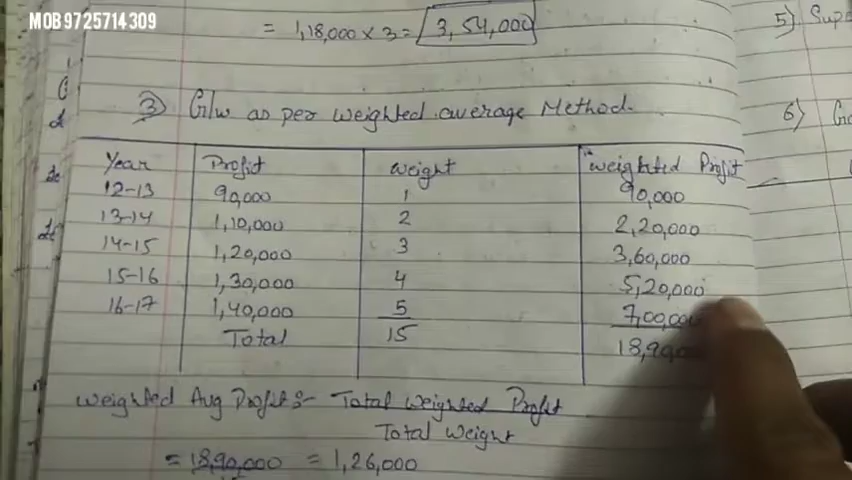 MOB 9725714309
= 1,18,000 x 3 = 3,54,000
5) Supe
3) G/w as per weighted average Method.
6)
Year Profit weight weighted Profit
12-13 90,000 1 90,000
13-14 1,10,000 2 2,20,000
14-15 1,20,000 3 3,60,000
15-16 1,30,000 4 5,20,000
16-17 1,40,000 5 7,00,000
Total 15 18,90,0
weighted Avg Profit :- Total weighted Profit
Total weight
= 18,90,000 = 1,26,000